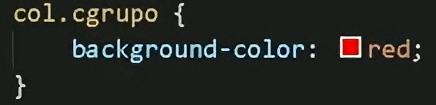 col.cgrupo {
    background-color: red;
}